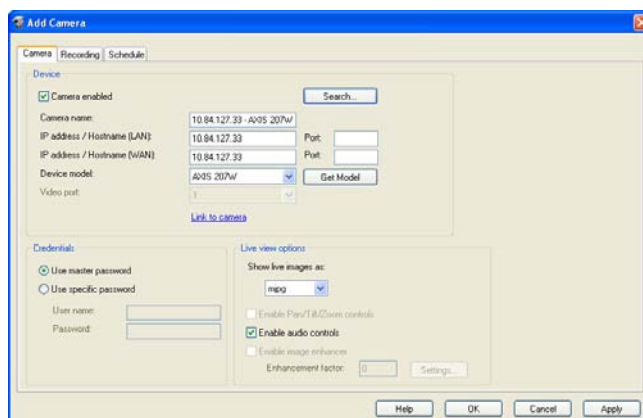 Add Camera
Camera Recording Schedule
Device
Camera enabled Search...
Camera name: 10.84.127.33 - AXIS 207W
IP address / Hostname (LAN): 10.84.127.33 Port:
IP address / Hostname (WAN): 10.84.127.33 Port:
Device model: AXIS 207W Get Model
Video port: 1
Link to camera
Credentials
Use master password
Use specific password
User name:
Password:
Live view options
Show live images as:
mjpg
Enable Pan/Tilt/Zoom controls
Enable audio controls
Enable image enhancer
Enhancement factor: 0 Settings...
Help OK Cancel Apply